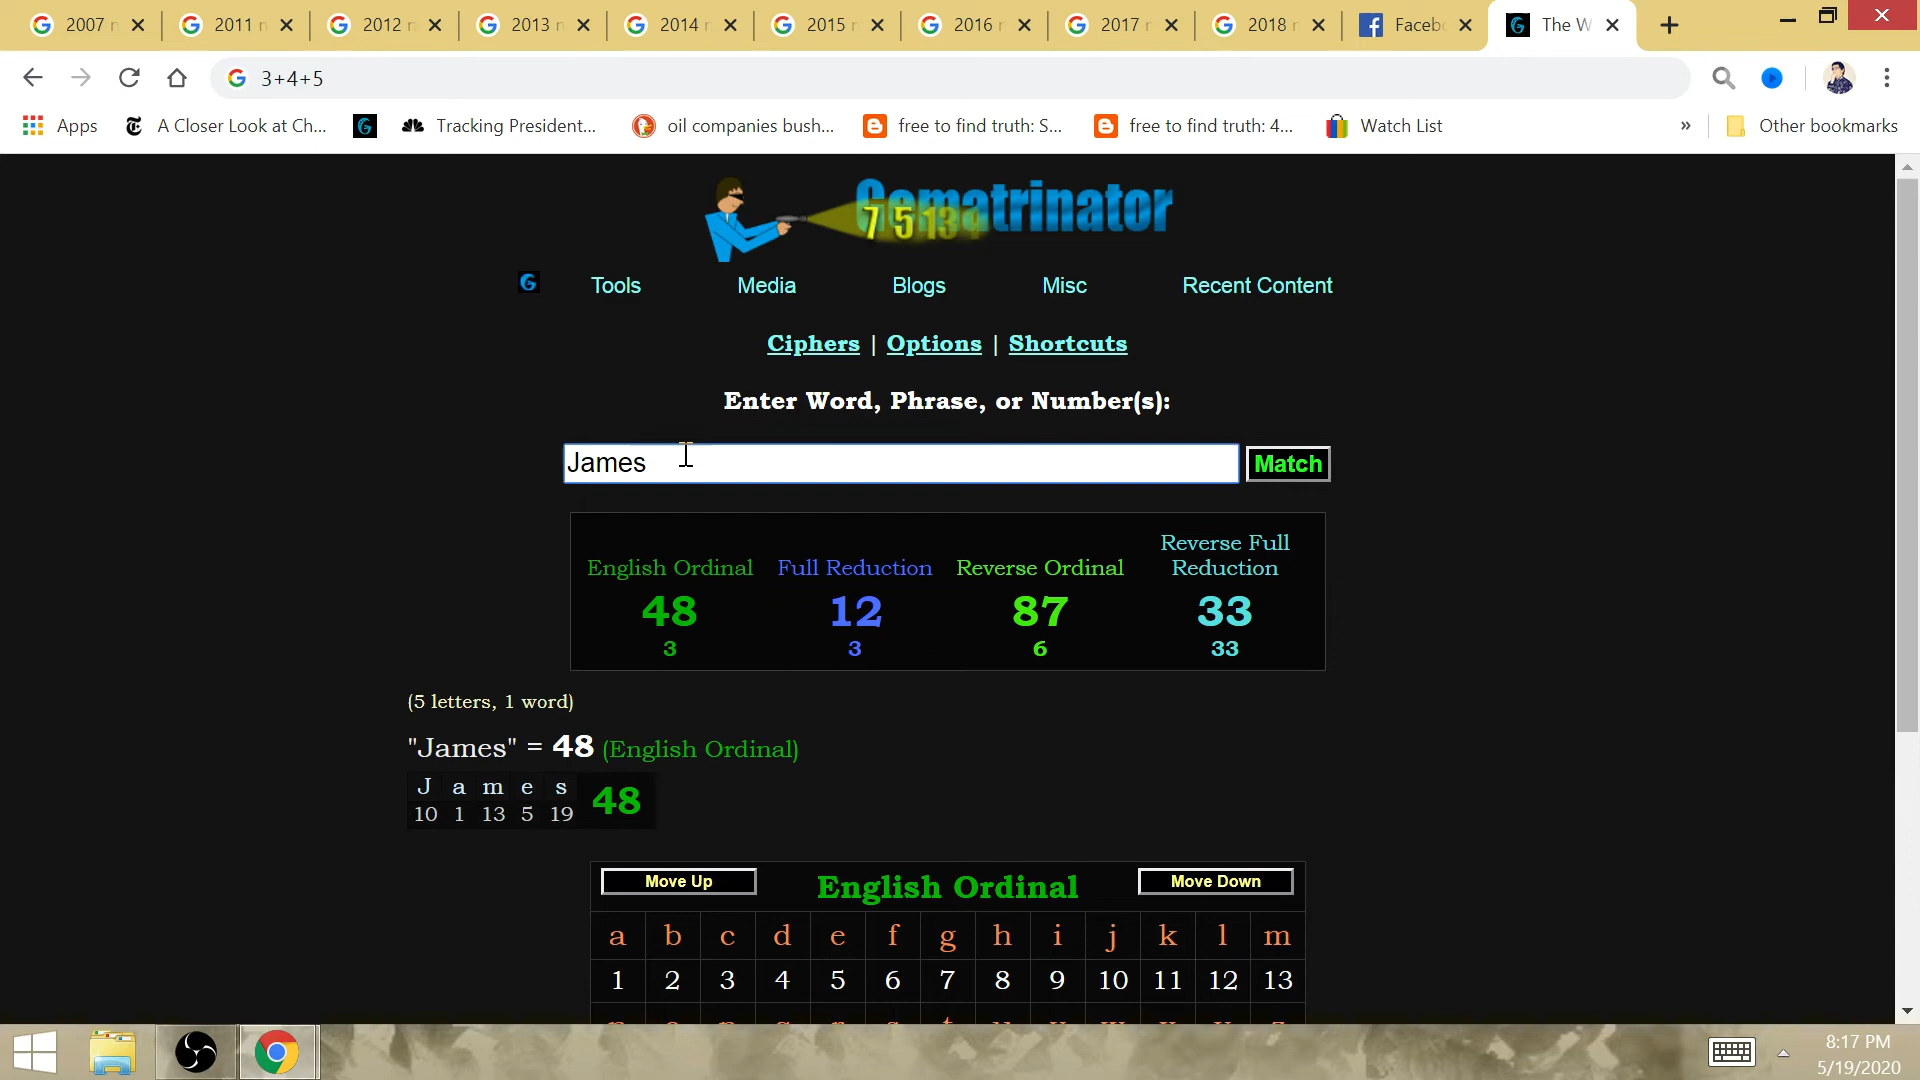 2007 n
2011 n
2012 n
2013 n
2014 n
2015 n
2016 n
2017 n
2018 n
Facebo
The W
3+4+5
Apps
A Closer Look at Ch...
Tracking President...
oil companies bush...
free to find truth: S...
free to find truth: 4...
Watch List
»
Other bookmarks
Gematrinator
7 5 13
Tools
Media
Blogs
Misc
Recent Content
Ciphers | Options | Shortcuts
Enter Word, Phrase, or Number(s):
James
Match
English Ordinal
Full Reduction
Reverse Ordinal
Reverse Full
Reduction
48 12 87 33
3 3 6 33
(5 letters, 1 word)
"James" = 48 (English Ordinal)
J a m e s
10 1 13 5 19
48
Move Up
English Ordinal
Move Down
a b c d e f g h i j k l m
1 2 3 4 5 6 7 8 9 10 11 12 13
8:17 PM
5/19/2020